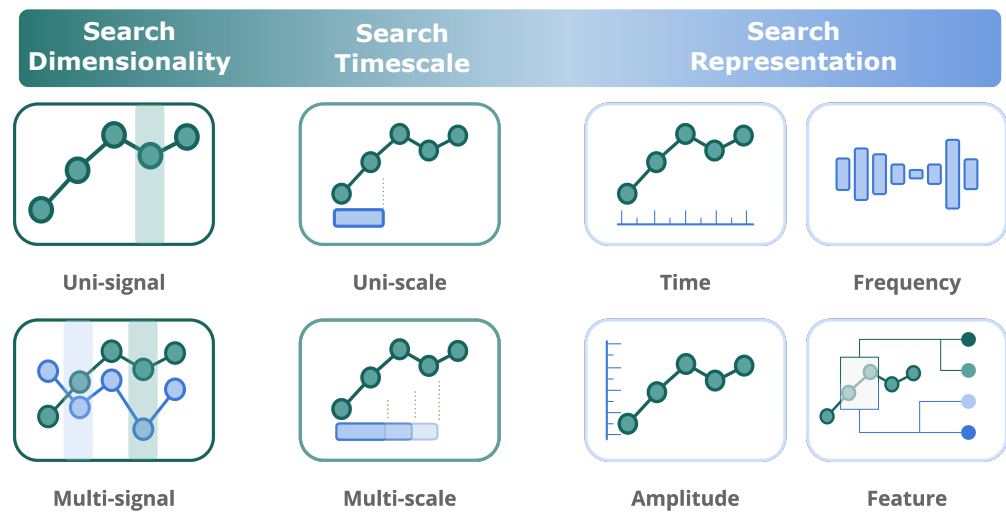 Search
Dimensionality
Search
Timescale
Search
Representation
Uni-signal
Uni-scale
Time
Frequency
Multi-signal
Multi-scale
Amplitude
Feature